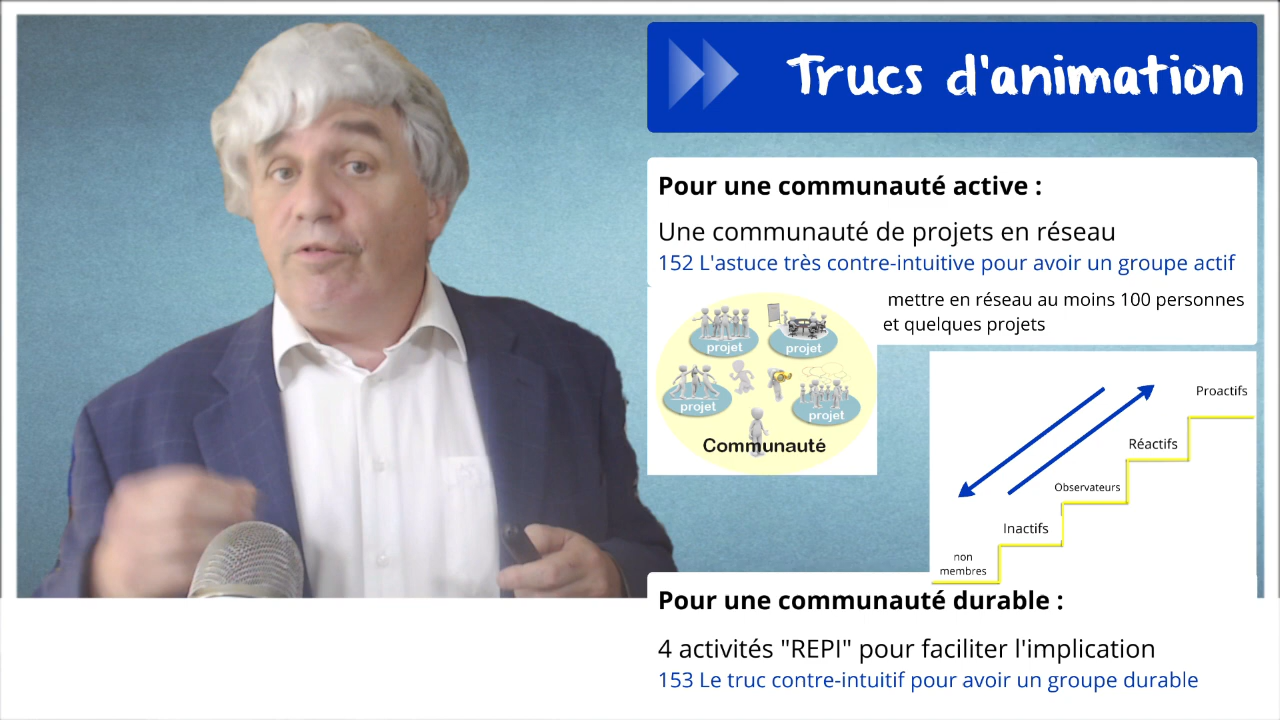 Trucs d'animation
Pour une communauté active :
Une communauté de projets en réseau
152 L'astuce très contre-intuitive pour avoir un groupe actif
mettre en réseau au moins 100 personnes
et quelques projets
projet
projet
projet
projet
Communauté
Proactifs
Réactifs
Observateurs
Inactifs
non
membres
Pour une communauté durable :
4 activités "REPI" pour faciliter l'implication
153 Le truc contre-intuitif pour avoir un groupe durable